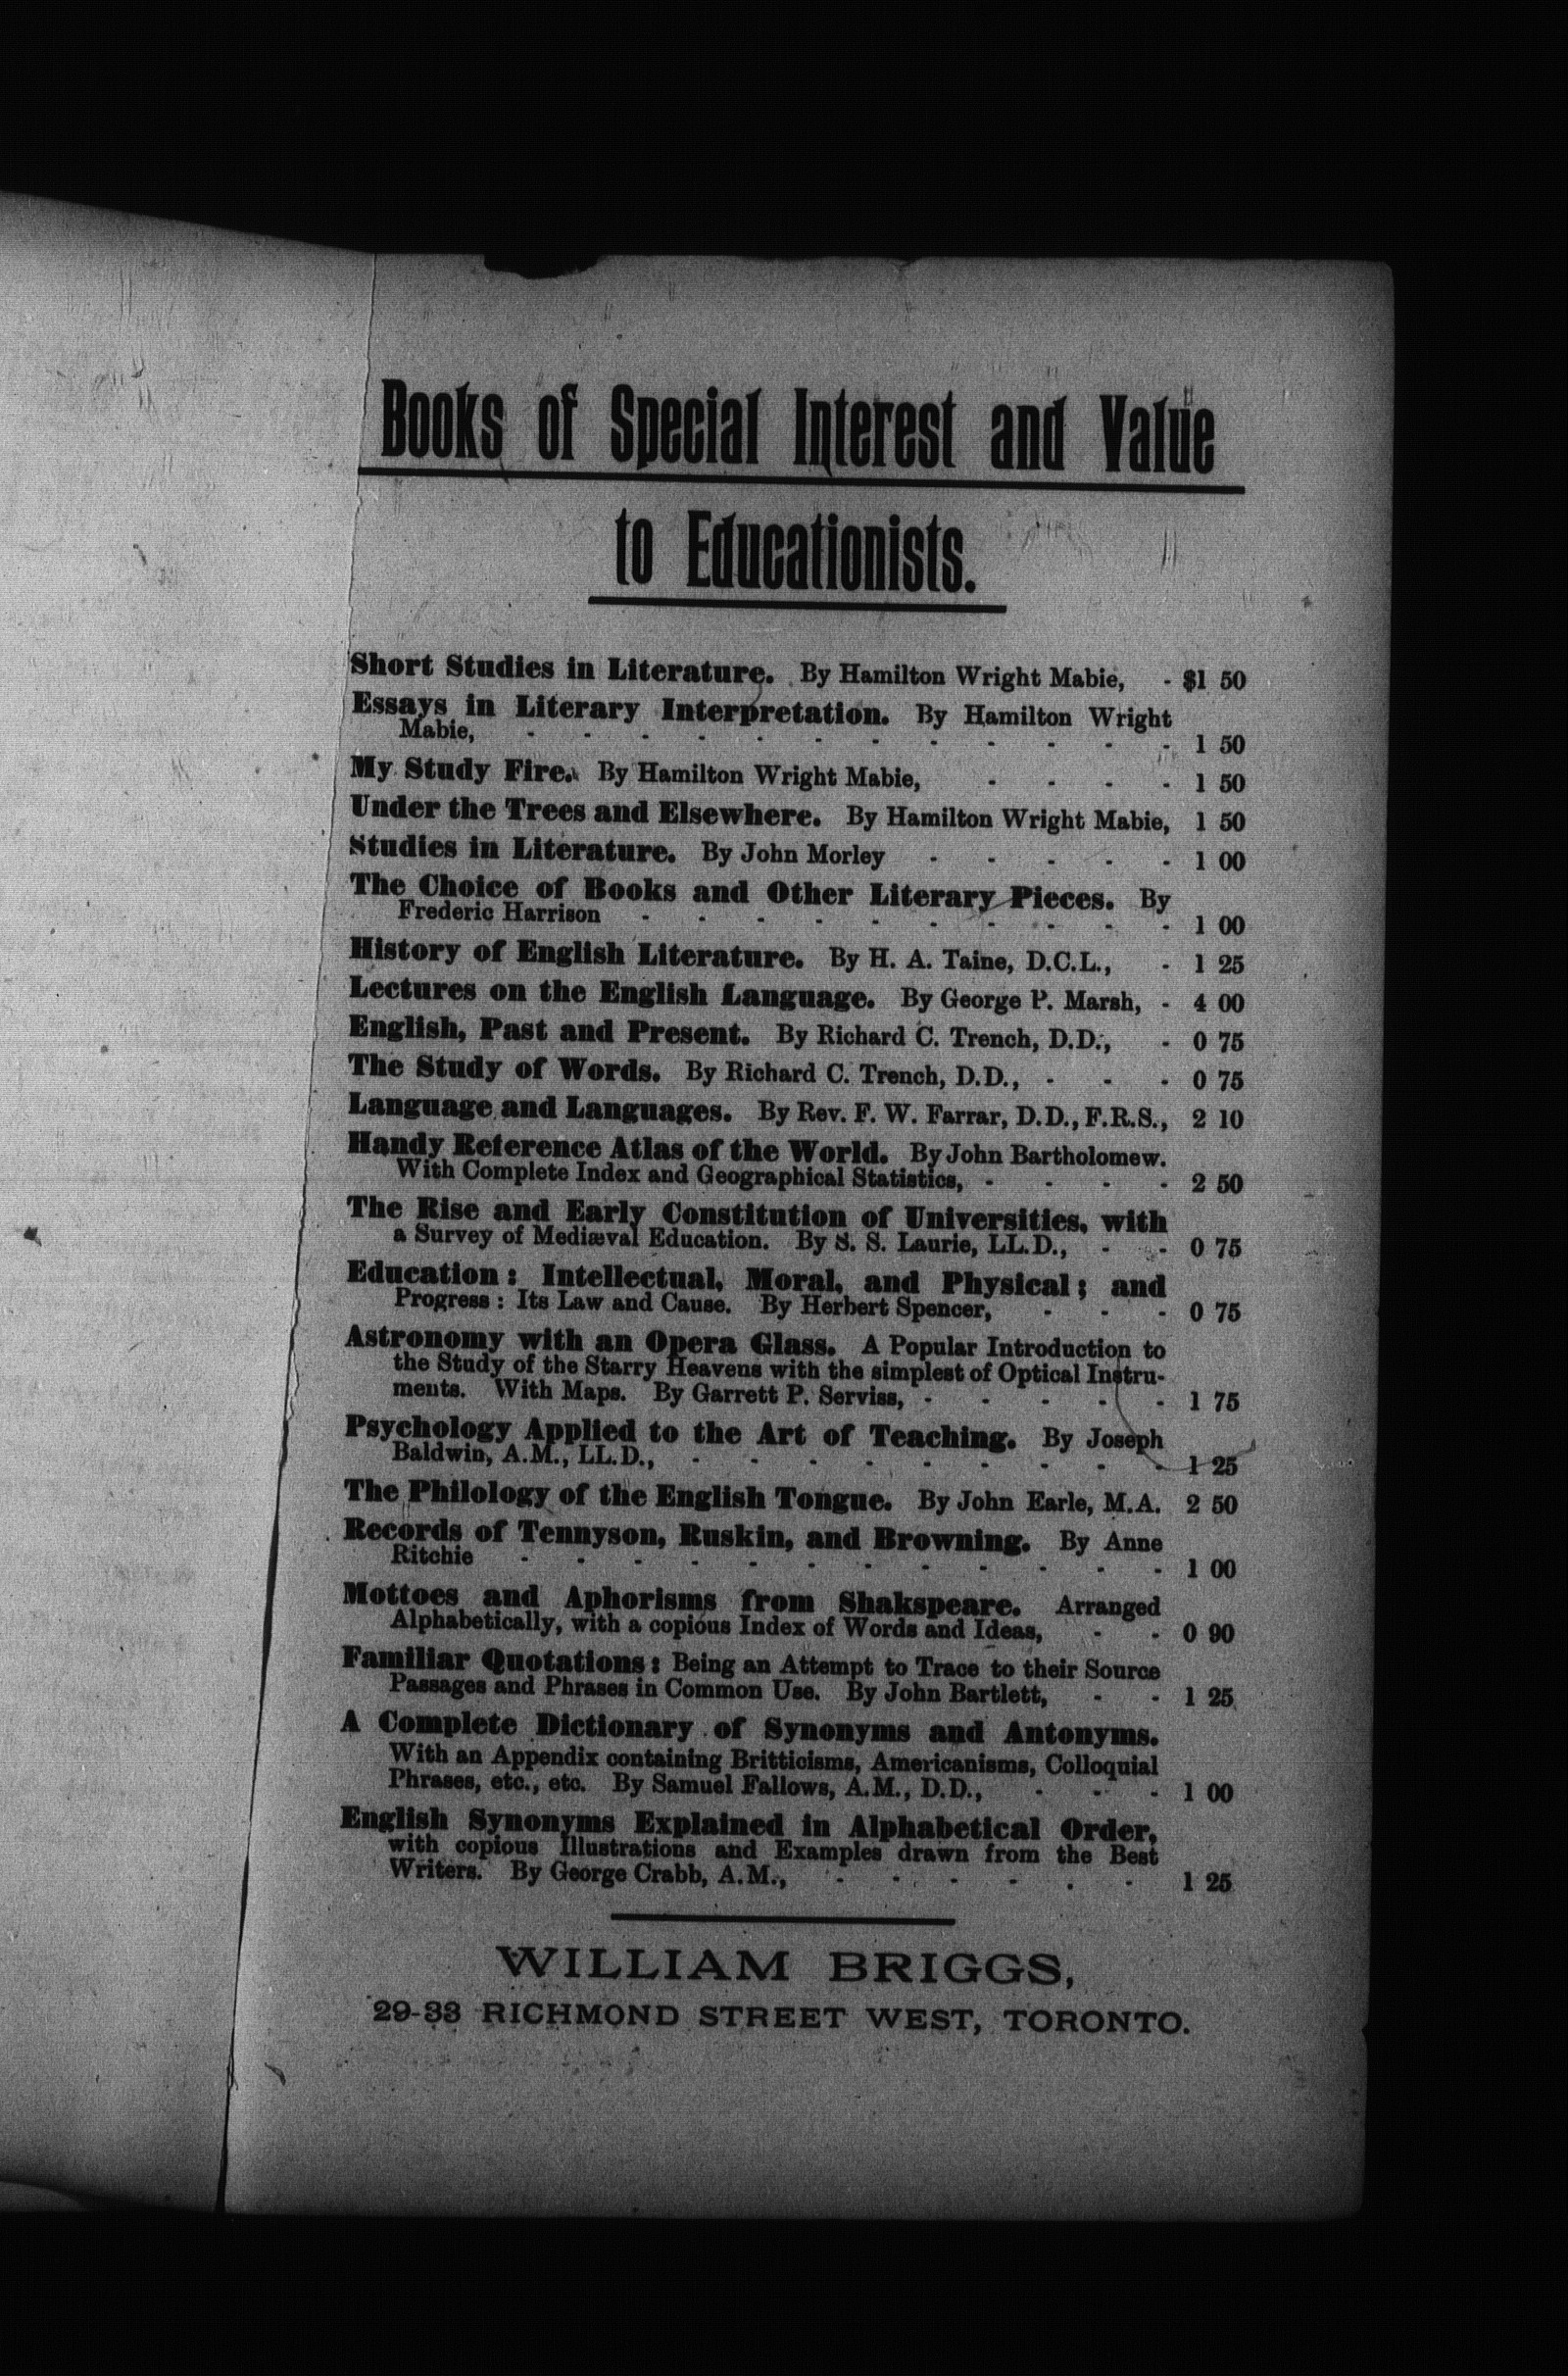 Books of Special Interest and Value
to Educationists.
Short Studies in Literature. By Hamilton Wright Mabie, - $1 50
Essays in Literary Interpretation. By Hamilton Wright
Mabie, - - - - - - - - - - - - 1 50
My Study Fire. By Hamilton Wright Mabie, - - - - 1 50
Under the Trees and Elsewhere. By Hamilton Wright Mabie, 1 50
Studies in Literature. By John Morley - - - - - 1 00
The Choice of Books and Other Literary Pieces. By
Frederic Harrison - - - - - - - - - - 1 00
History of English Literature. By H. A. Taine, D.C.L., - 1 25
Lectures on the English Language. By George P. Marsh, - 4 00
English, Past and Present. By Richard C. Trench, D.D., - 0 75
The Study of Words. By Richard C. Trench, D.D., - - - 0 75
Language and Languages. By Rev. F. W. Farrar, D.D., F.R.S., 2 10
Handy Reference Atlas of the World. By John Bartholomew.
With Complete Index and Geographical Statistics, - - - - 2 50
The Rise and Early Constitution of Universities, with
a Survey of Mediæval Education. By S. S. Laurie, LL.D., - - 0 75
Education: Intellectual, Moral, and Physical; and
Progress: Its Law and Cause. By Herbert Spencer, - - - 0 75
Astronomy with an Opera Glass. A Popular Introduction to
the Study of the Starry Heavens with the simplest of Optical Instru-
ments. With Maps. By Garrett P. Serviss, - - - - - 1 75
Psychology Applied to the Art of Teaching. By Joseph
Baldwin, A.M., LL.D., - - - - - - - - - 1 25
The Philology of the English Tongue. By John Earle, M.A. 2 50
Records of Tennyson, Ruskin, and Browning. By Anne
Ritchie - - - - - - - - - - - - 1 00
Mottoes and Aphorisms from Shakspeare. Arranged
Alphabetically, with a copious Index of Words and Ideas, - - 0 90
Familiar Quotations: Being an Attempt to Trace to their Source
Passages and Phrases in Common Use. By John Bartlett, - - 1 25
A Complete Dictionary of Synonyms and Antonyms.
With an Appendix containing Britticisms, Americanisms, Colloquial
Phrases, etc., etc. By Samuel Fallows, A.M., D.D., - - - 1 00
English Synonyms Explained in Alphabetical Order,
with copious Illustrations and Examples drawn from the Best
Writers. By George Crabb, A.M., - - - - - - 1 25
WILLIAM BRIGGS,
29-33 RICHMOND STREET WEST, TORONTO.